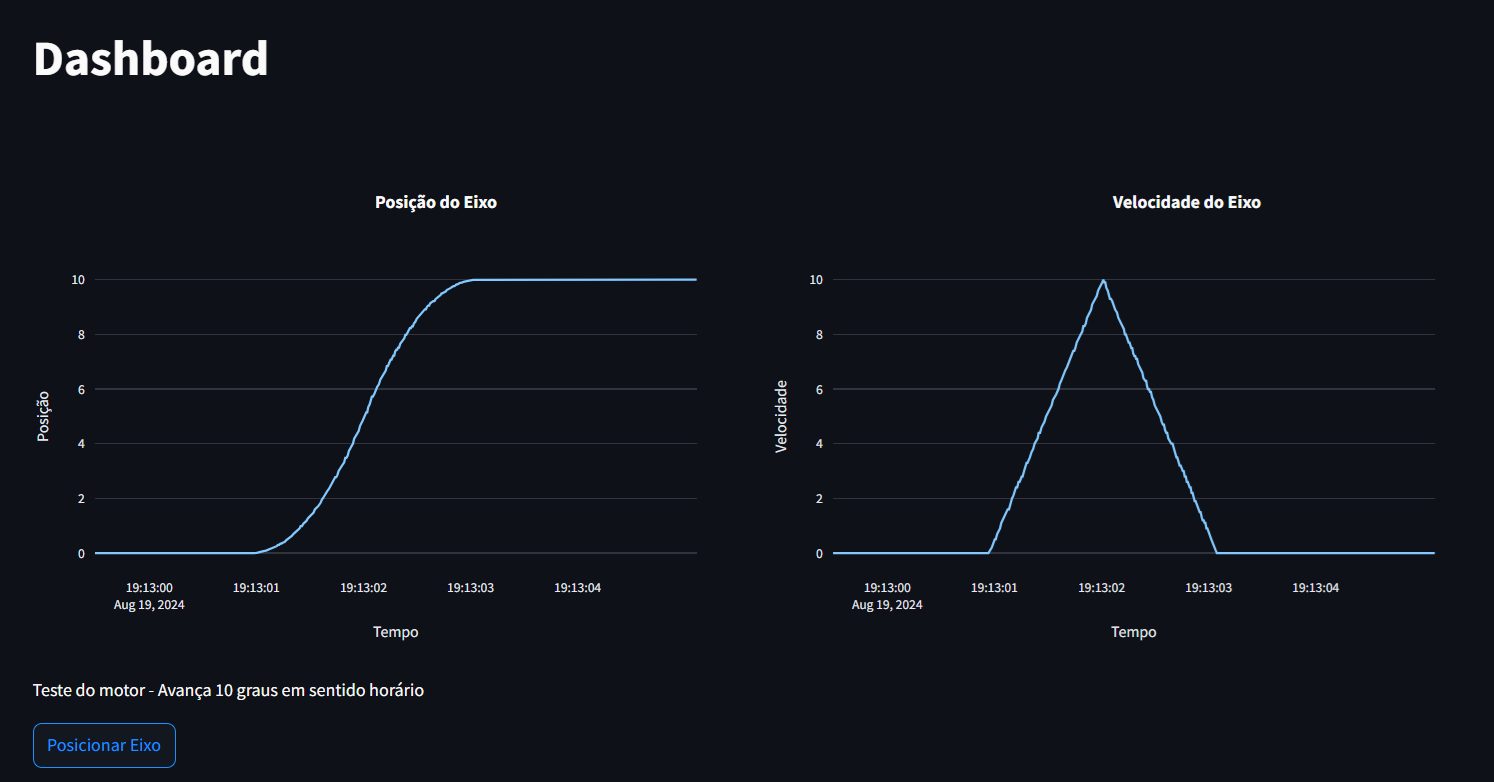 Dashboard
Posição do Eixo
10
8
6
4
2
0
Posição
19:13:00
Aug 19, 2024
19:13:01
19:13:02
19:13:03
19:13:04
Tempo
Velocidade do Eixo
10
8
6
4
2
0
Velocidade
19:13:00
Aug 19, 2024
19:13:01
19:13:02
19:13:03
19:13:04
Tempo
Teste do motor - Avança 10 graus em sentido horário
Posicionar Eixo